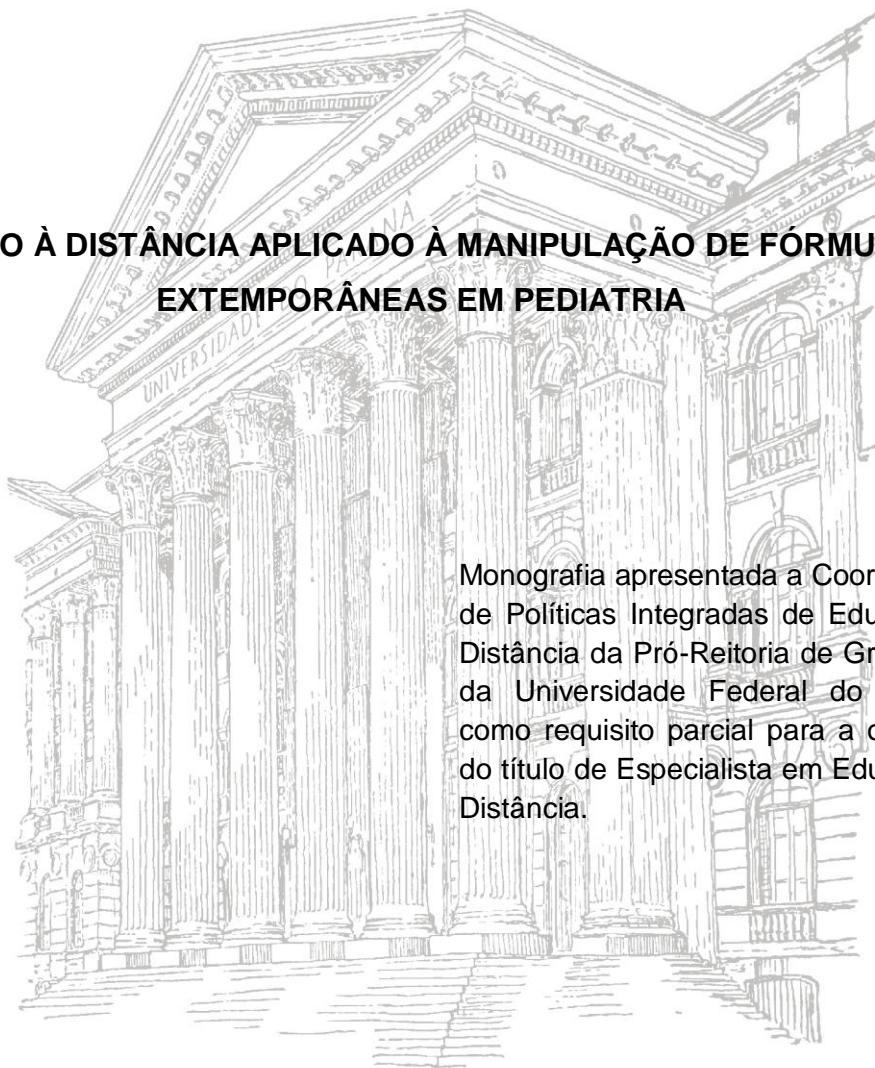 O À DISTÂNCIA APLICADO À MANIPULAÇÃO DE FÓRMU
EXTEMPORÂNEAS EM PEDIATRIA
UNIVERSIDADE PARANÁ
Monografia apresentada a Coor
de Políticas Integradas de Edu
Distância da Pró-Reitoria de Gr
da Universidade Federal do
como requisito parcial para a o
do título de Especialista em Edu
Distância.